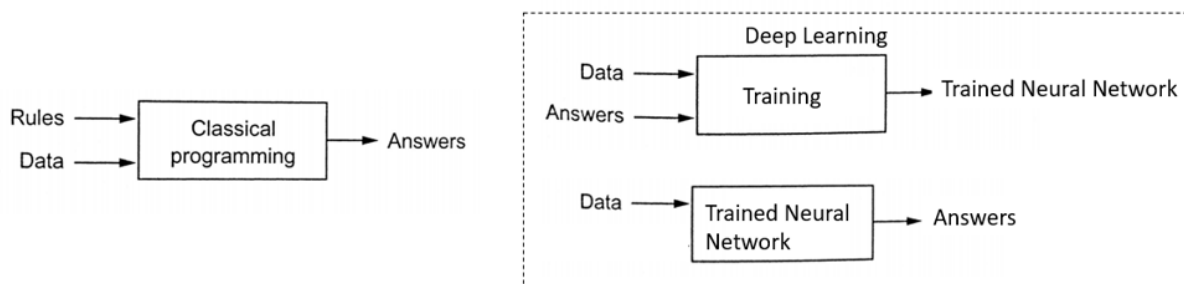 Rules
Data
Classical
programming
Answers
Deep Learning
Data
Answers
Training
Trained Neural Network
Data
Trained Neural
Network
Answers